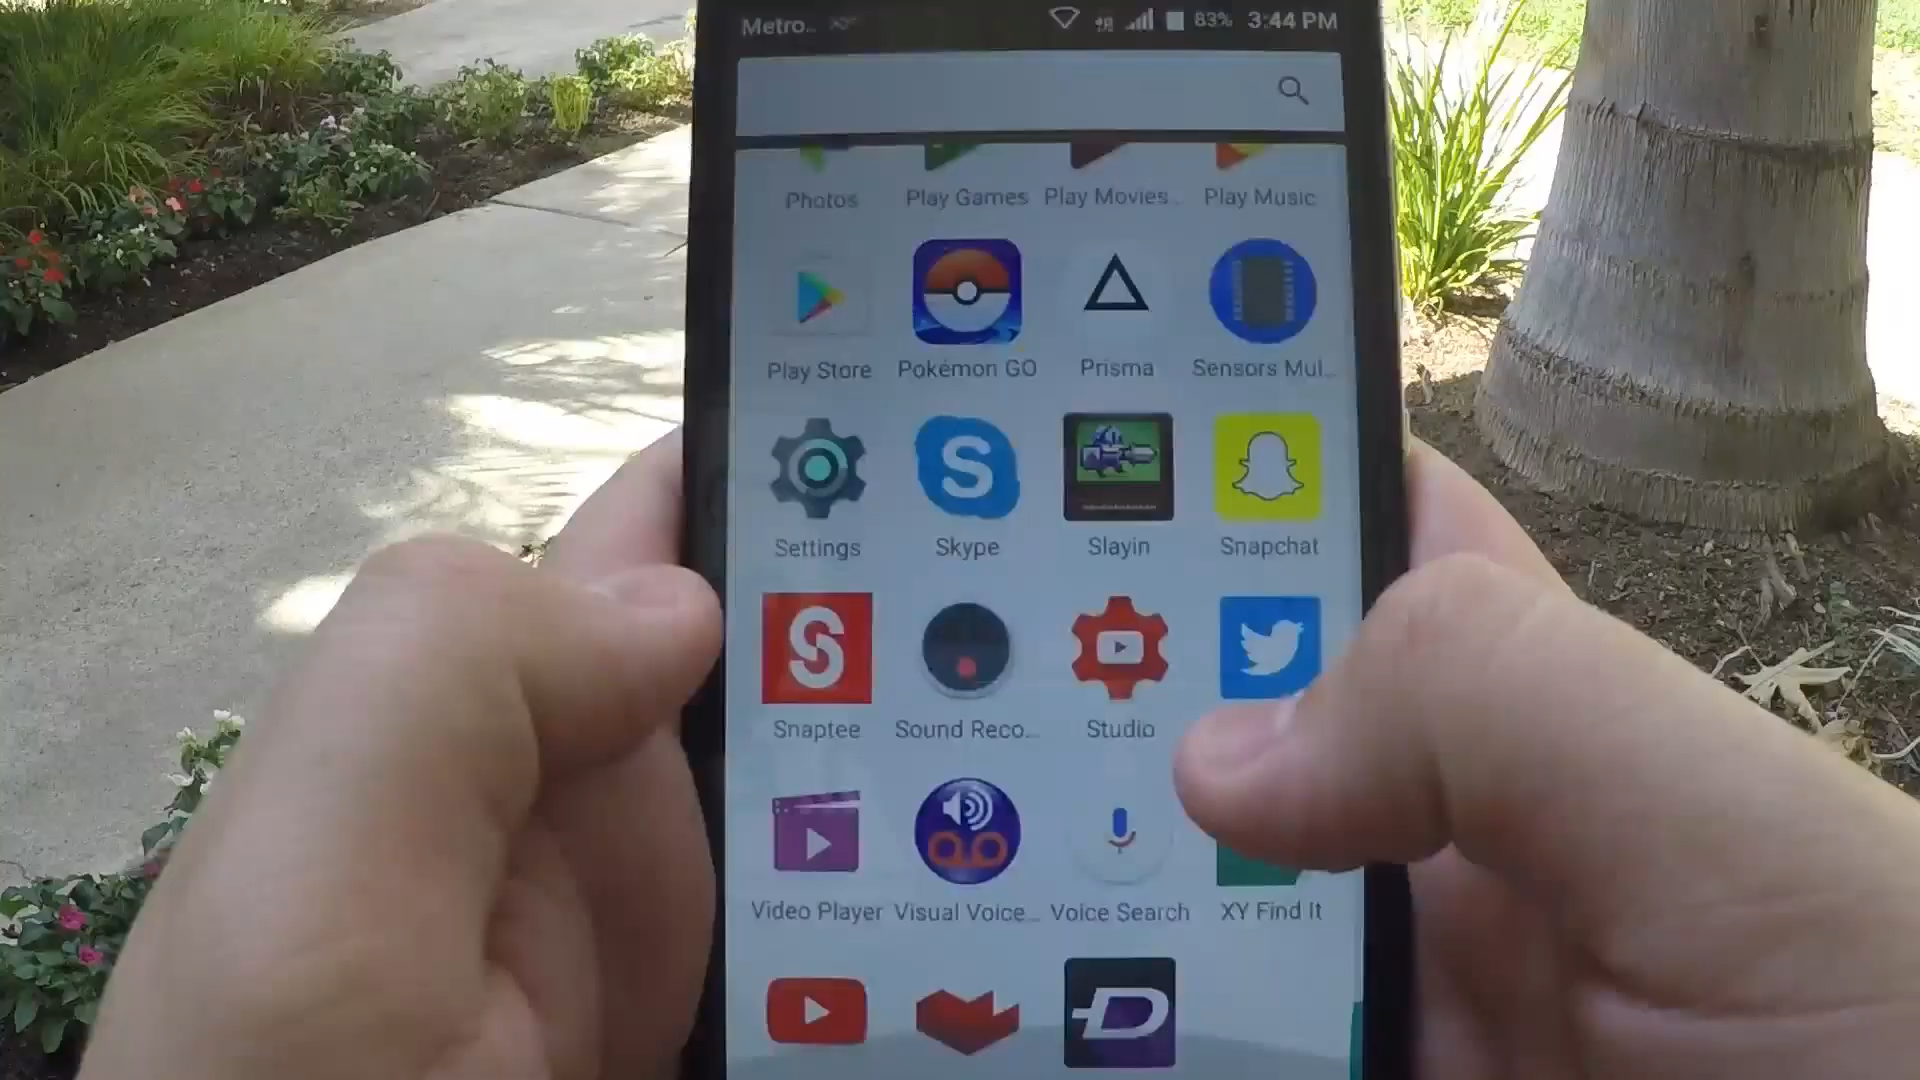 Metro... 83% 3:44 PM
Photos Play Games Play Movies... Play Music
Play Store Pokémon GO Prisma Sensors Mul...
Settings Skype Slayin Snapchat
Snaptee Sound Reco... Studio
Video Player Visual Voice... Voice Search XY Find It